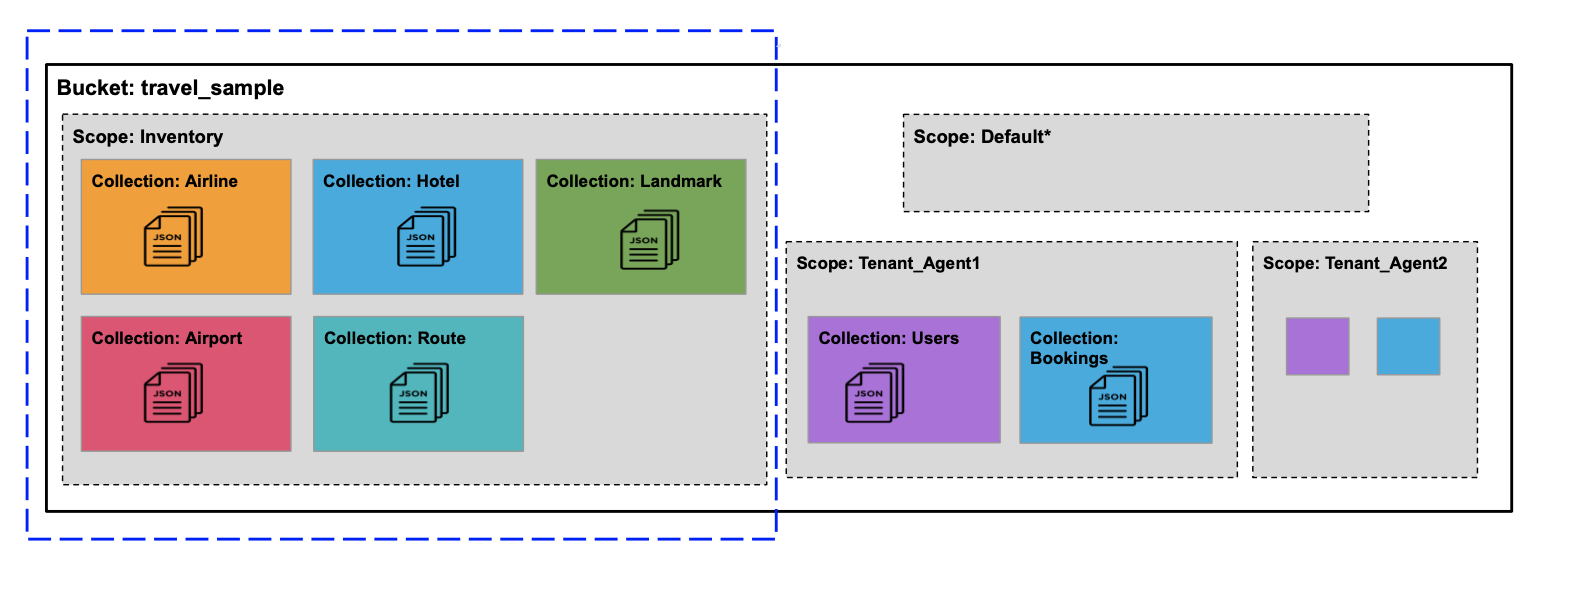 Bucket: travel_sample
Scope: Inventory
Collection: Airline
JSON
Collection: Hotel
JSON
Collection: Landmark
JSON
Collection: Airport
JSON
Collection: Route
JSON
Scope: Default*
Scope: Tenant_Agent1
Collection: Users
JSON
Collection:
Bookings
JSON
Scope: Tenant_Agent2